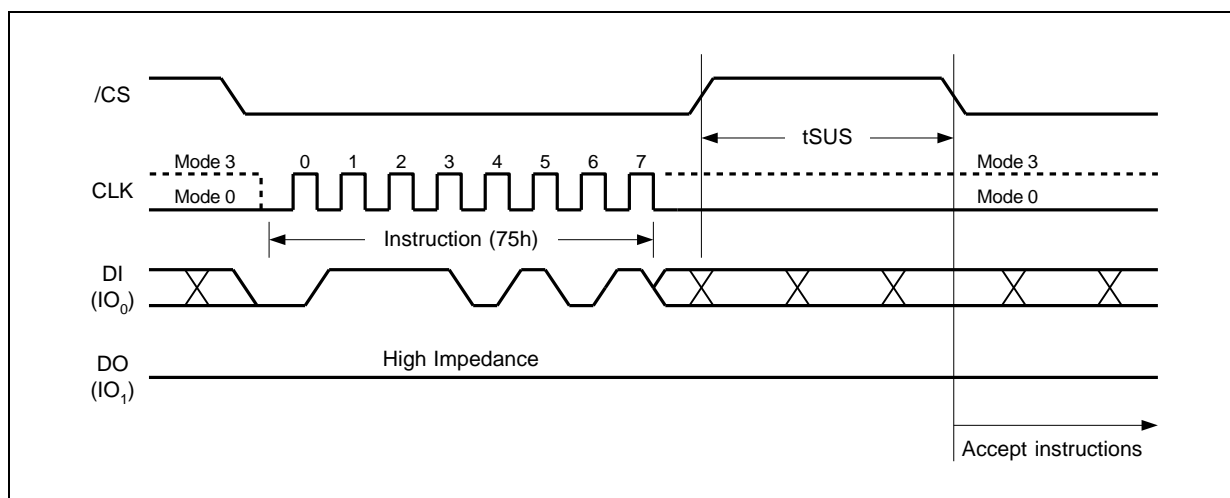 /CS
tSUS
CLK
Mode 3
Mode 0
0 1 2 3 4 5 6 7
Mode 3
Mode 0
Instruction (75h)
DI
(IO0)
DO
(IO1)
High Impedance
Accept instructions